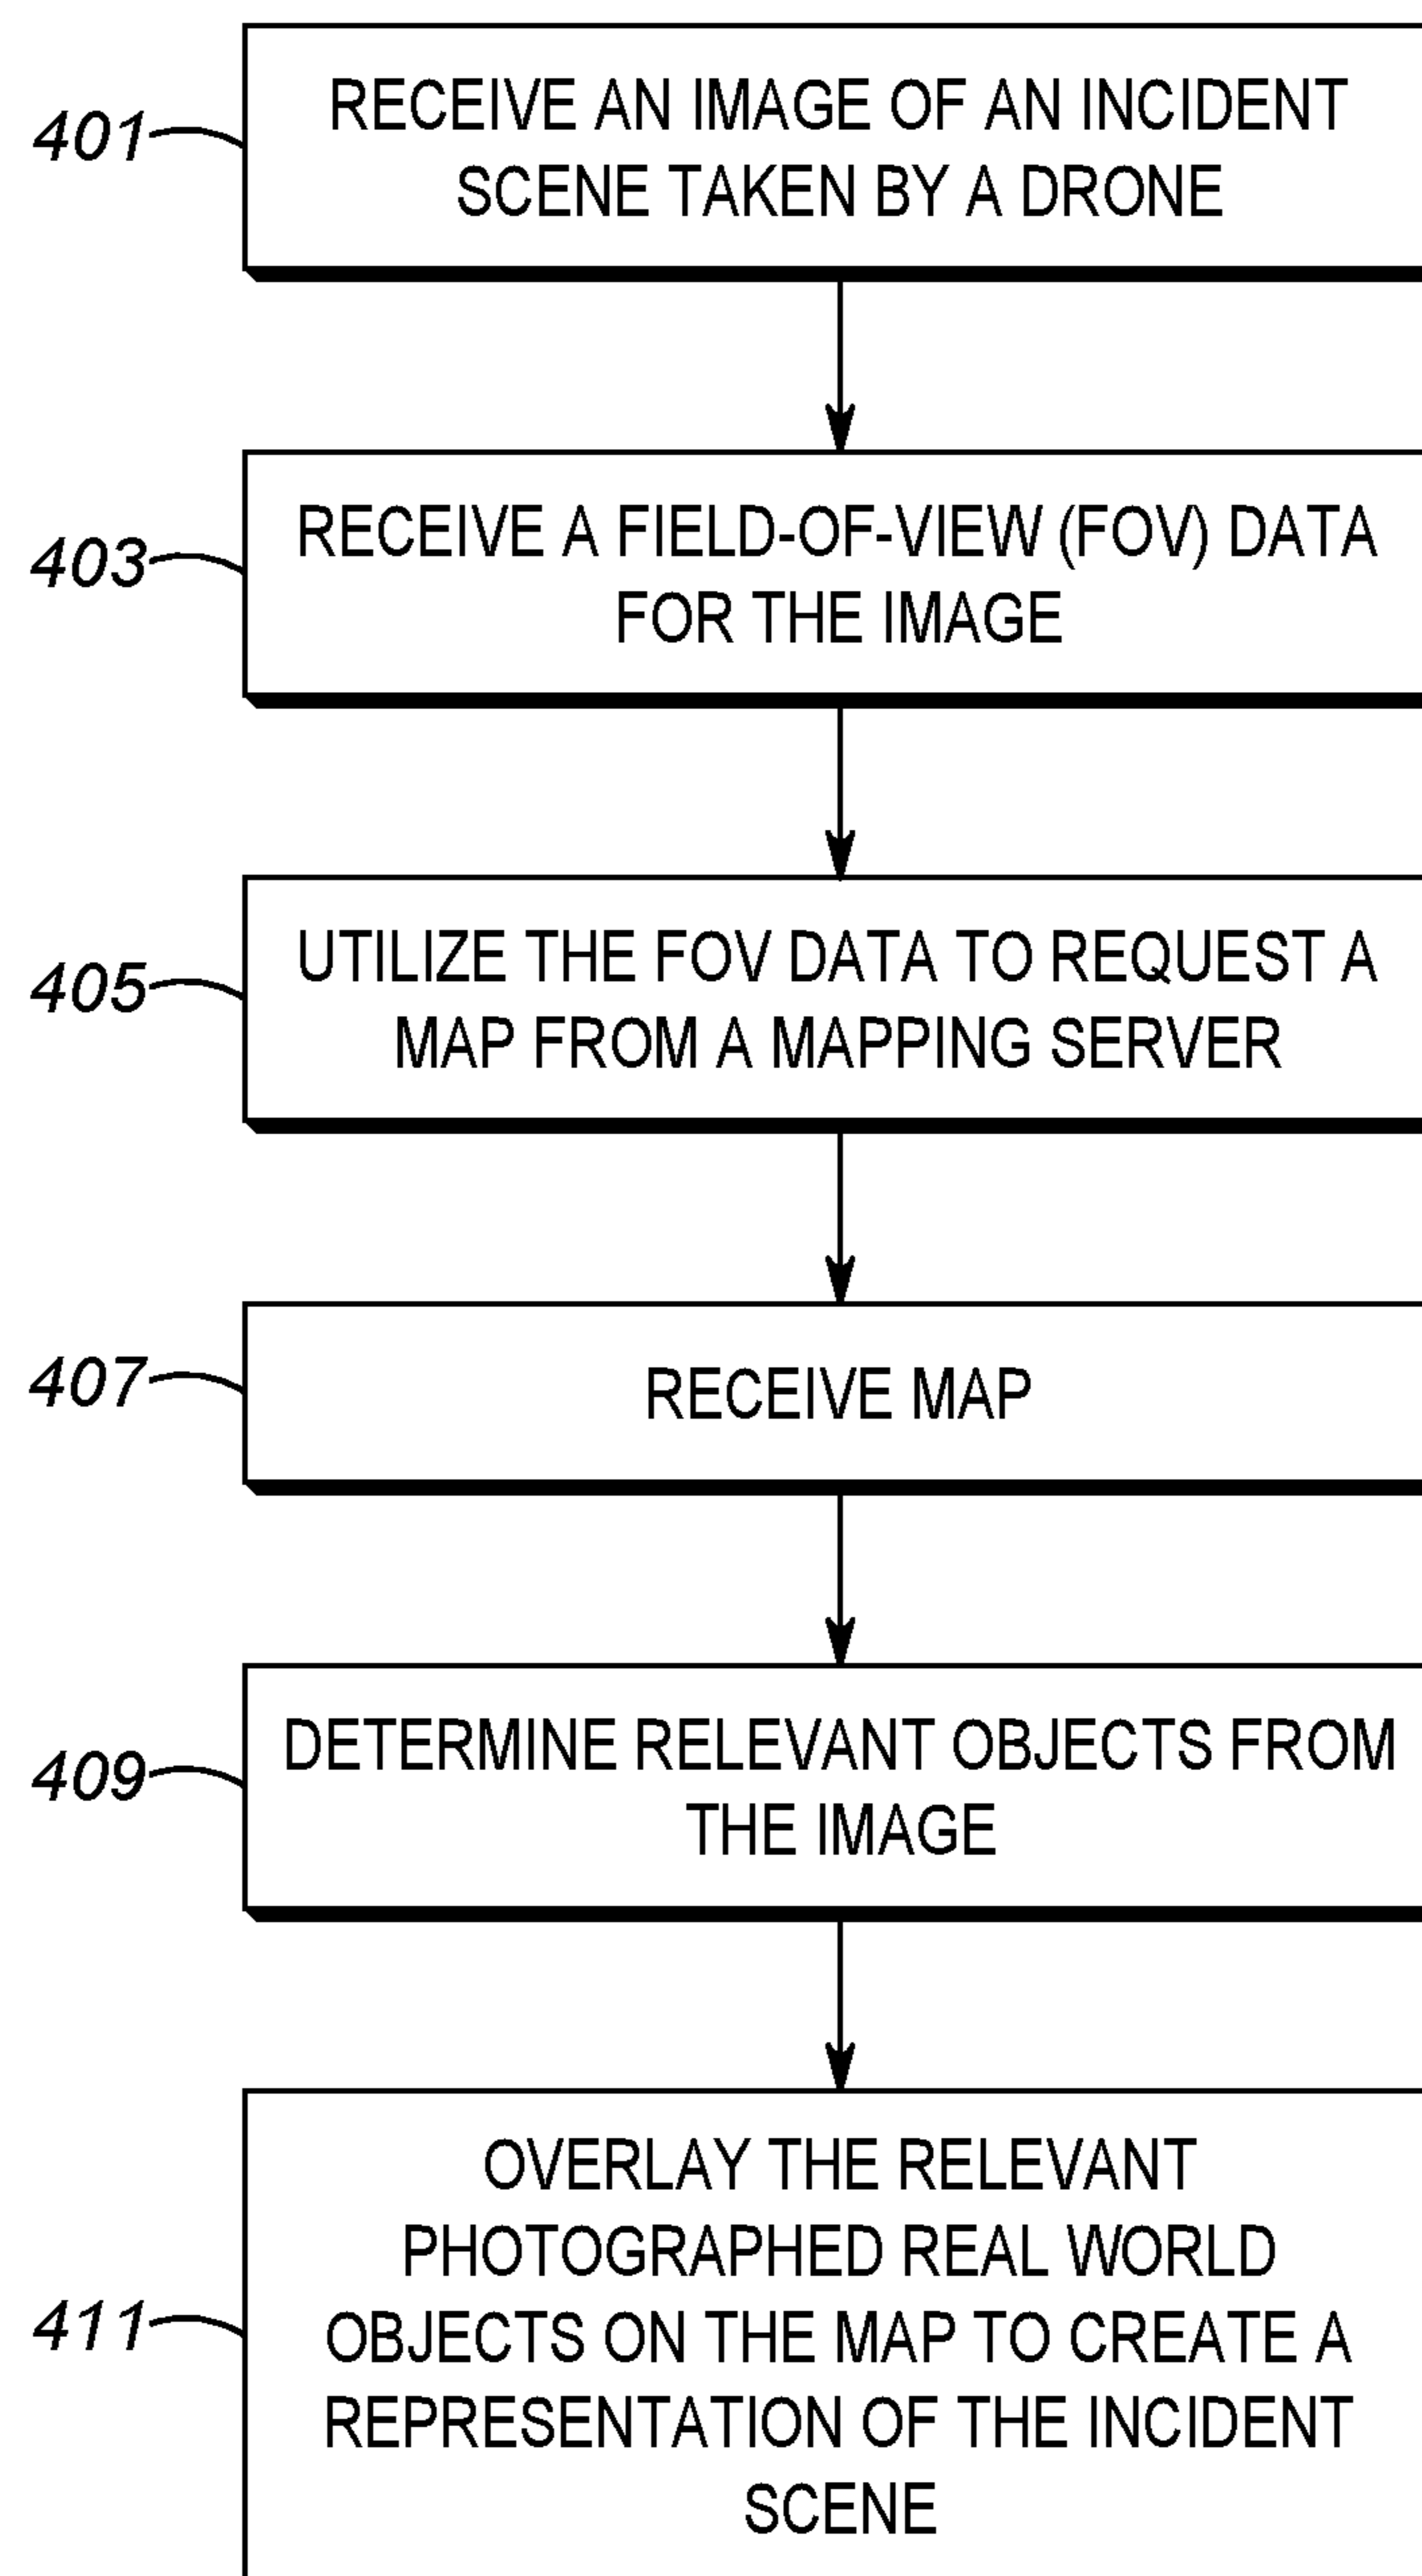 401
RECEIVE AN IMAGE OF AN INCIDENT
SCENE TAKEN BY A DRONE
403
RECEIVE A FIELD-OF-VIEW (FOV) DATA
FOR THE IMAGE
405
UTILIZE THE FOV DATA TO REQUEST A
MAP FROM A MAPPING SERVER
407
RECEIVE MAP
409
DETERMINE RELEVANT OBJECTS FROM
THE IMAGE
411
OVERLAY THE RELEVANT
PHOTOGRAPHED REAL WORLD
OBJECTS ON THE MAP TO CREATE A
REPRESENTATION OF THE INCIDENT
SCENE